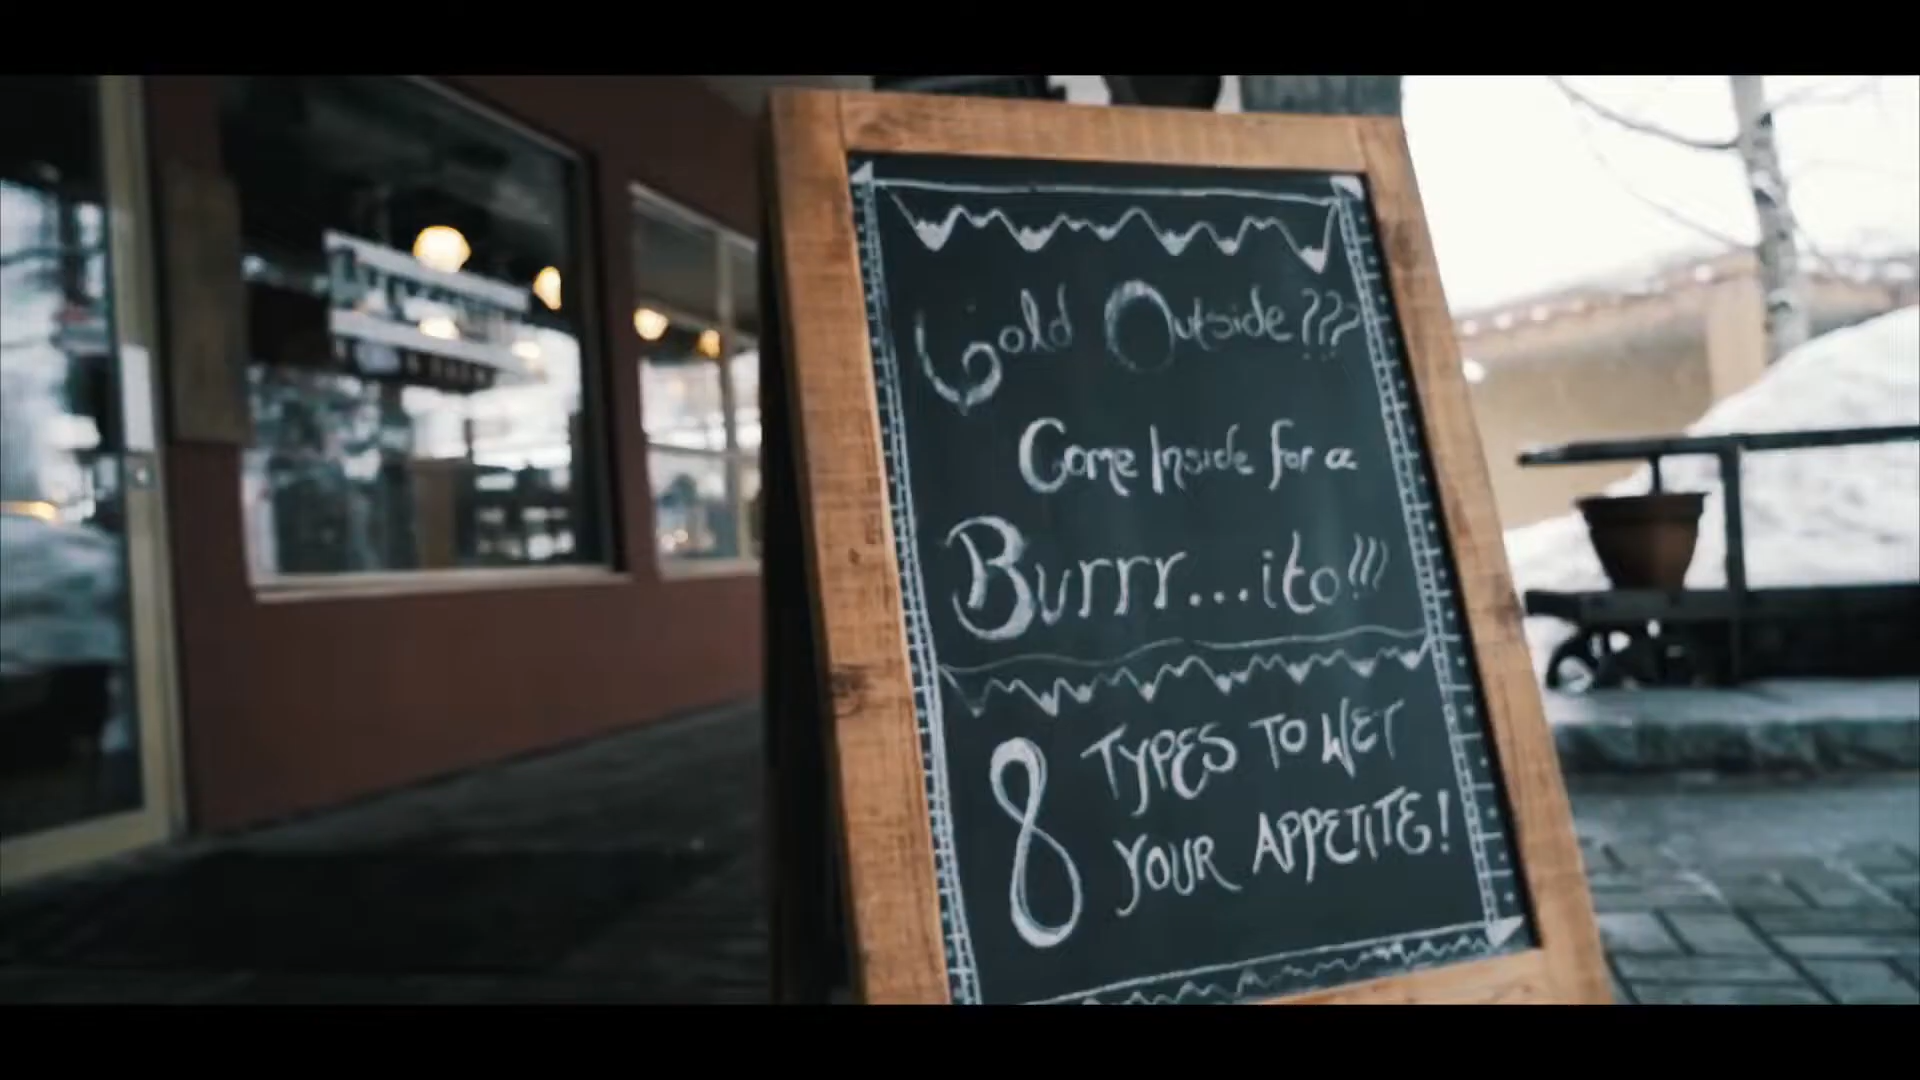 Cold Outside???
Come Inside for a
Burrr...ito!!!
8 TYPES TO WET
YOUR APPETITE!